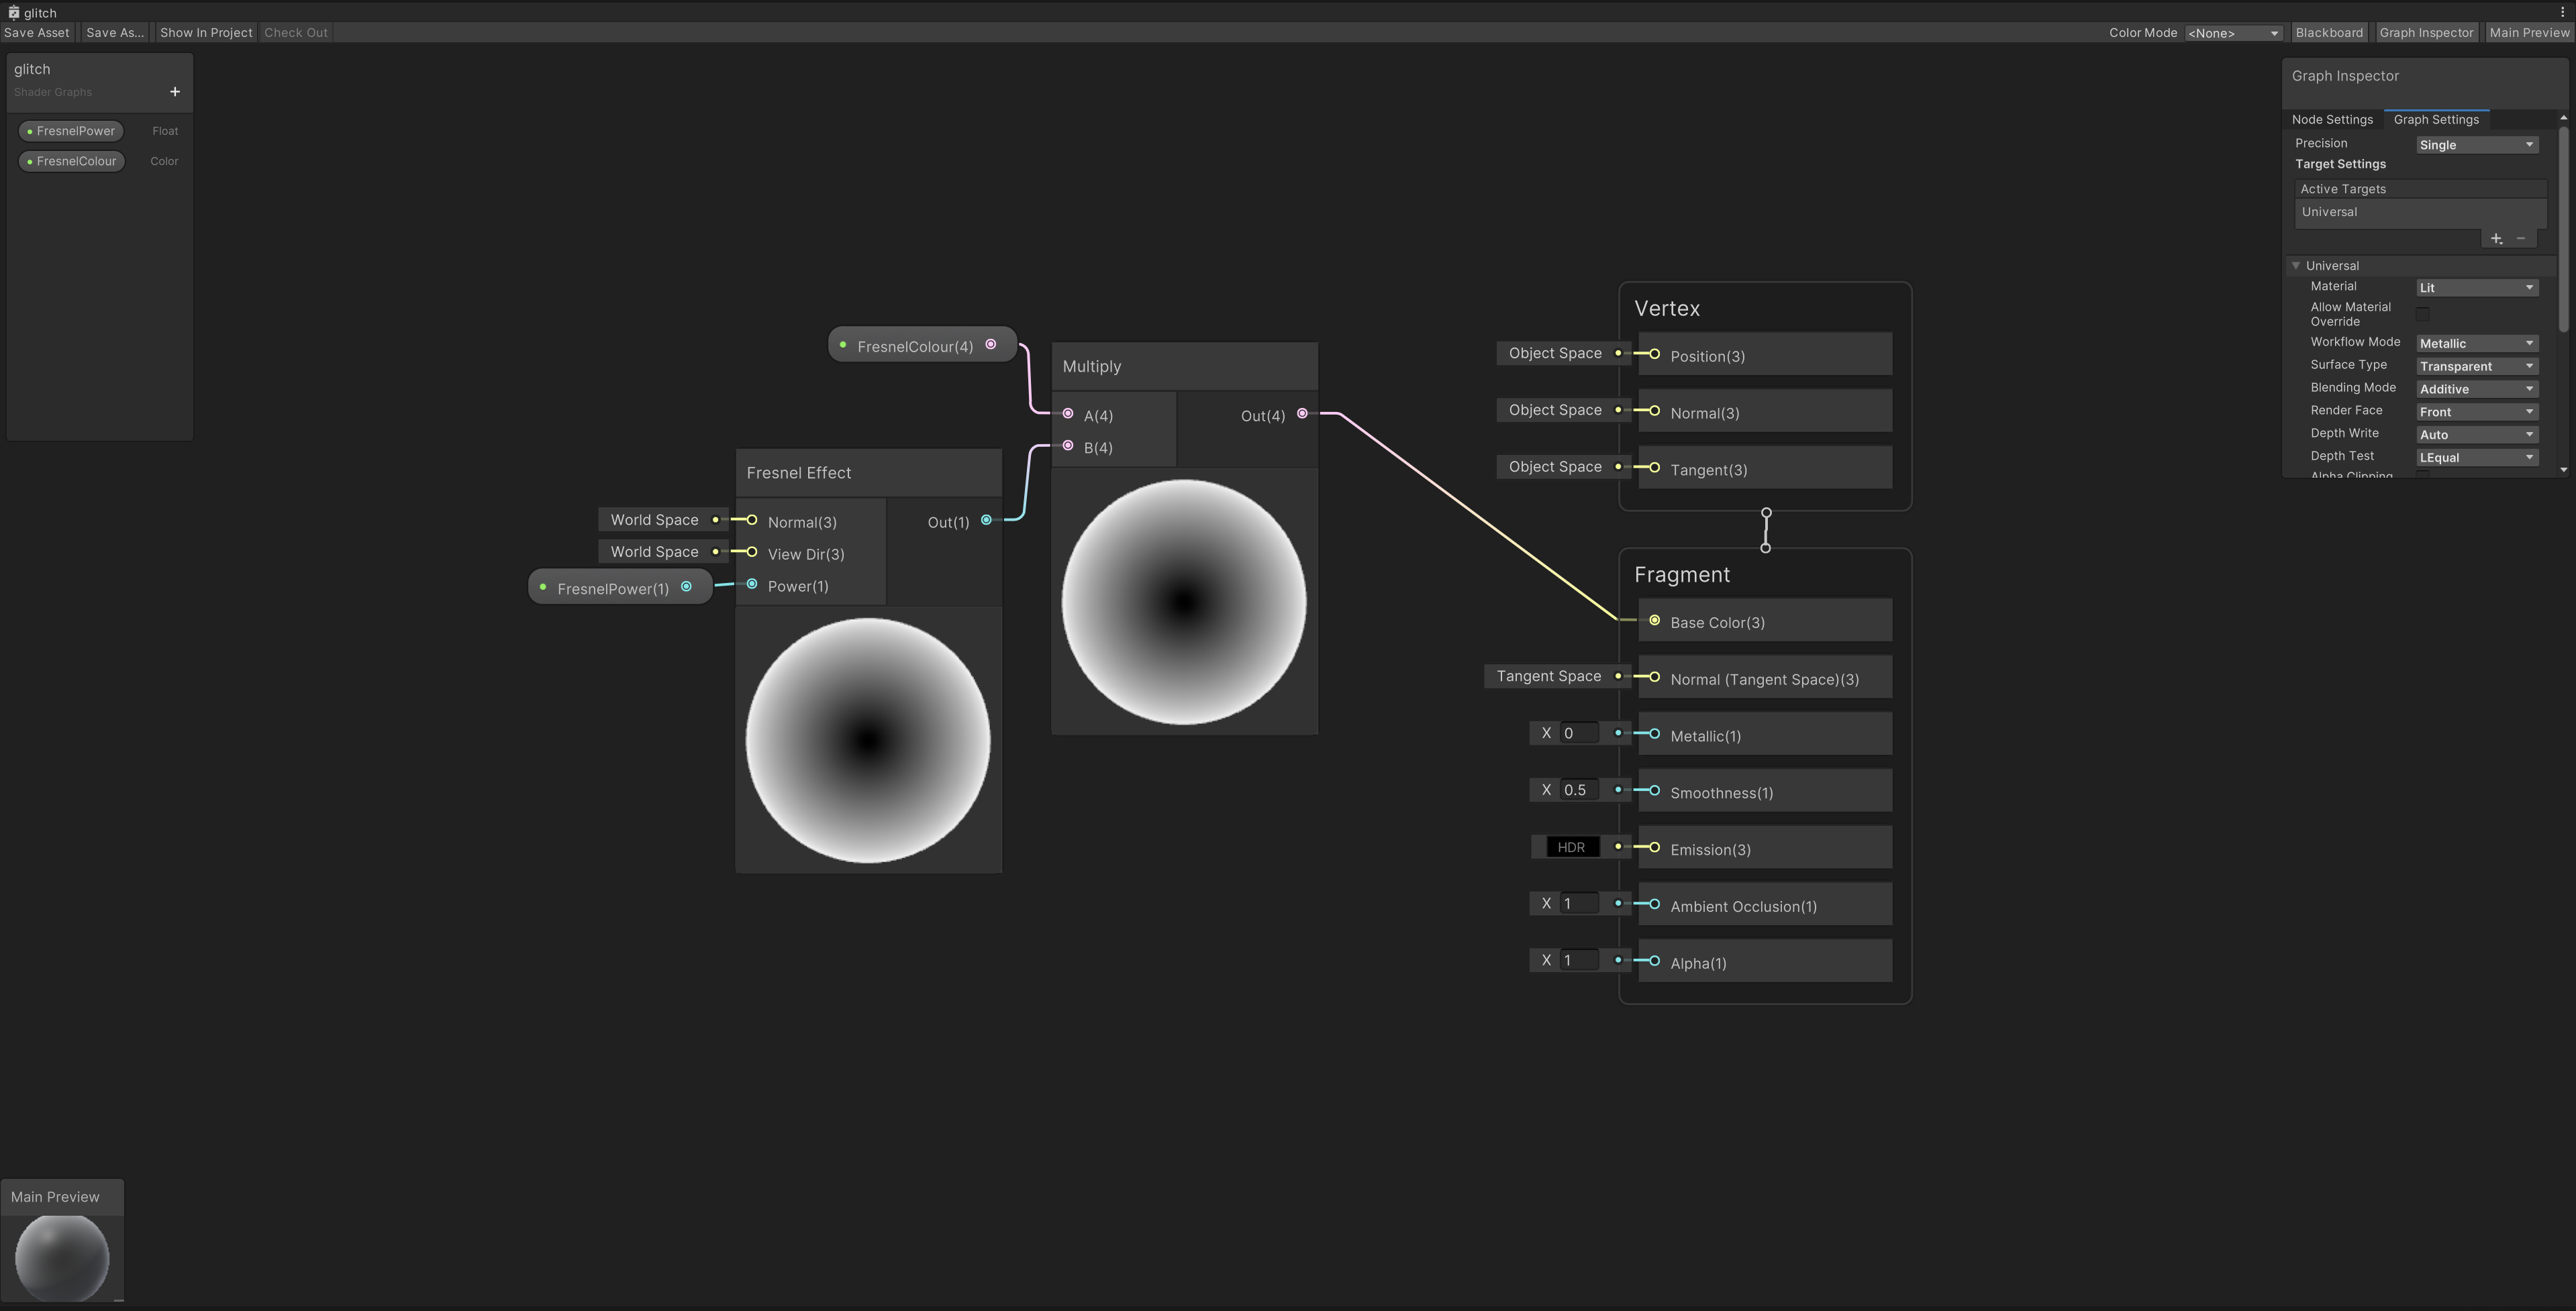 glitch
Save Asset Save As... Show In Project Check Out Color Mode <None> Blackboard Graph Inspector Main Preview
glitch
Shader Graphs +
FresnelPower Float
FresnelColour Color
FresnelColour(4)
Multiply
A(4) Out(4)
B(4)
Fresnel Effect
World Space Normal(3) Out(1)
World Space View Dir(3)
FresnelPower(1) Power(1)
Vertex
Object Space Position(3)
Object Space Normal(3)
Object Space Tangent(3)
Fragment
Base Color(3)
Tangent Space Normal (Tangent Space)(3)
X 0 Metallic(1)
X 0.5 Smoothness(1)
HDR Emission(3)
X 1 Ambient Occlusion(1)
X 1 Alpha(1)
Graph Inspector
Node Settings Graph Settings
Precision Single
Target Settings
Active Targets
Universal
+ −
Universal
Material Lit
Allow Material
Override
Workflow Mode Metallic
Surface Type Transparent
Blending Mode Additive
Render Face Front
Depth Write Auto
Depth Test LEqual
Alpha Clipping
Main Preview